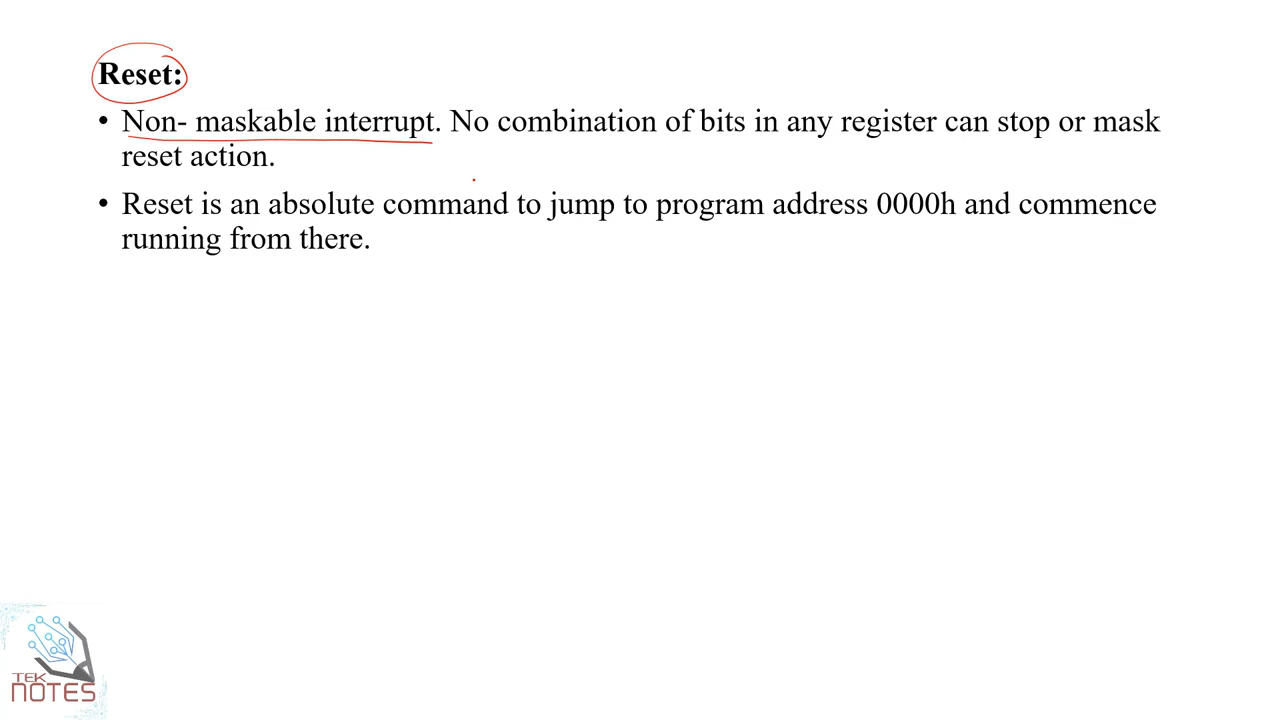 Reset:
• Non- maskable interrupt. No combination of bits in any register can stop or mask
reset action.
• Reset is an absolute command to jump to program address 0000h and commence
running from there.
TEK
NOTES